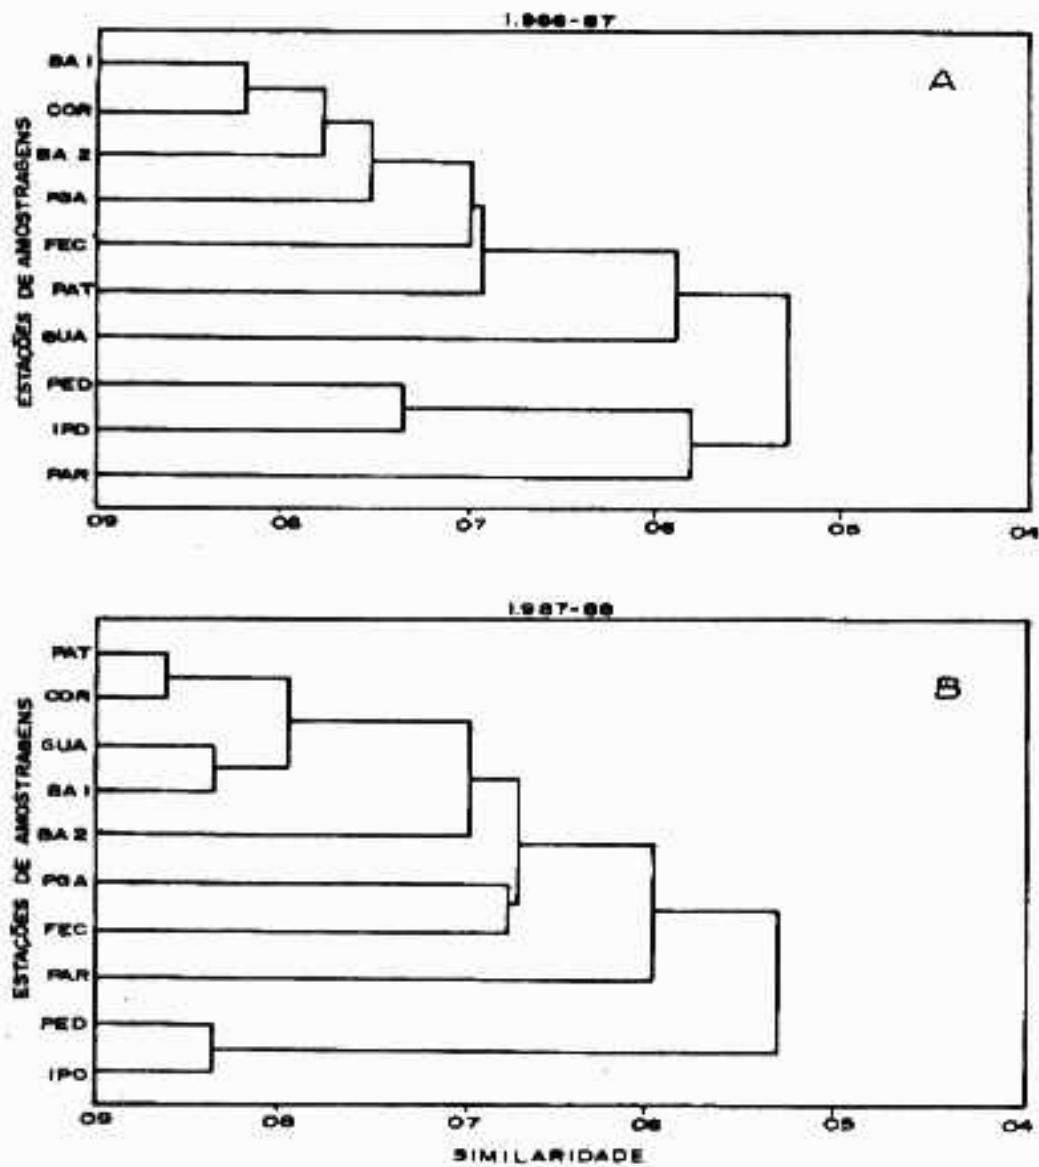 1.986-87
A
ESTAÇÕES DE AMOSTRAGENS
BA 1
COR
BA 2
PGA
FEC
PAT
GUA
PED
IPO
PAR
09 08 07 06 05 04
1.987-88
B
ESTAÇÕES DE AMOSTRAGENS
PAT
COR
GUA
BA 1
BA 2
PGA
FEC
PAR
PED
IPO
09 08 07 06 05 04
SIMILARIDADE